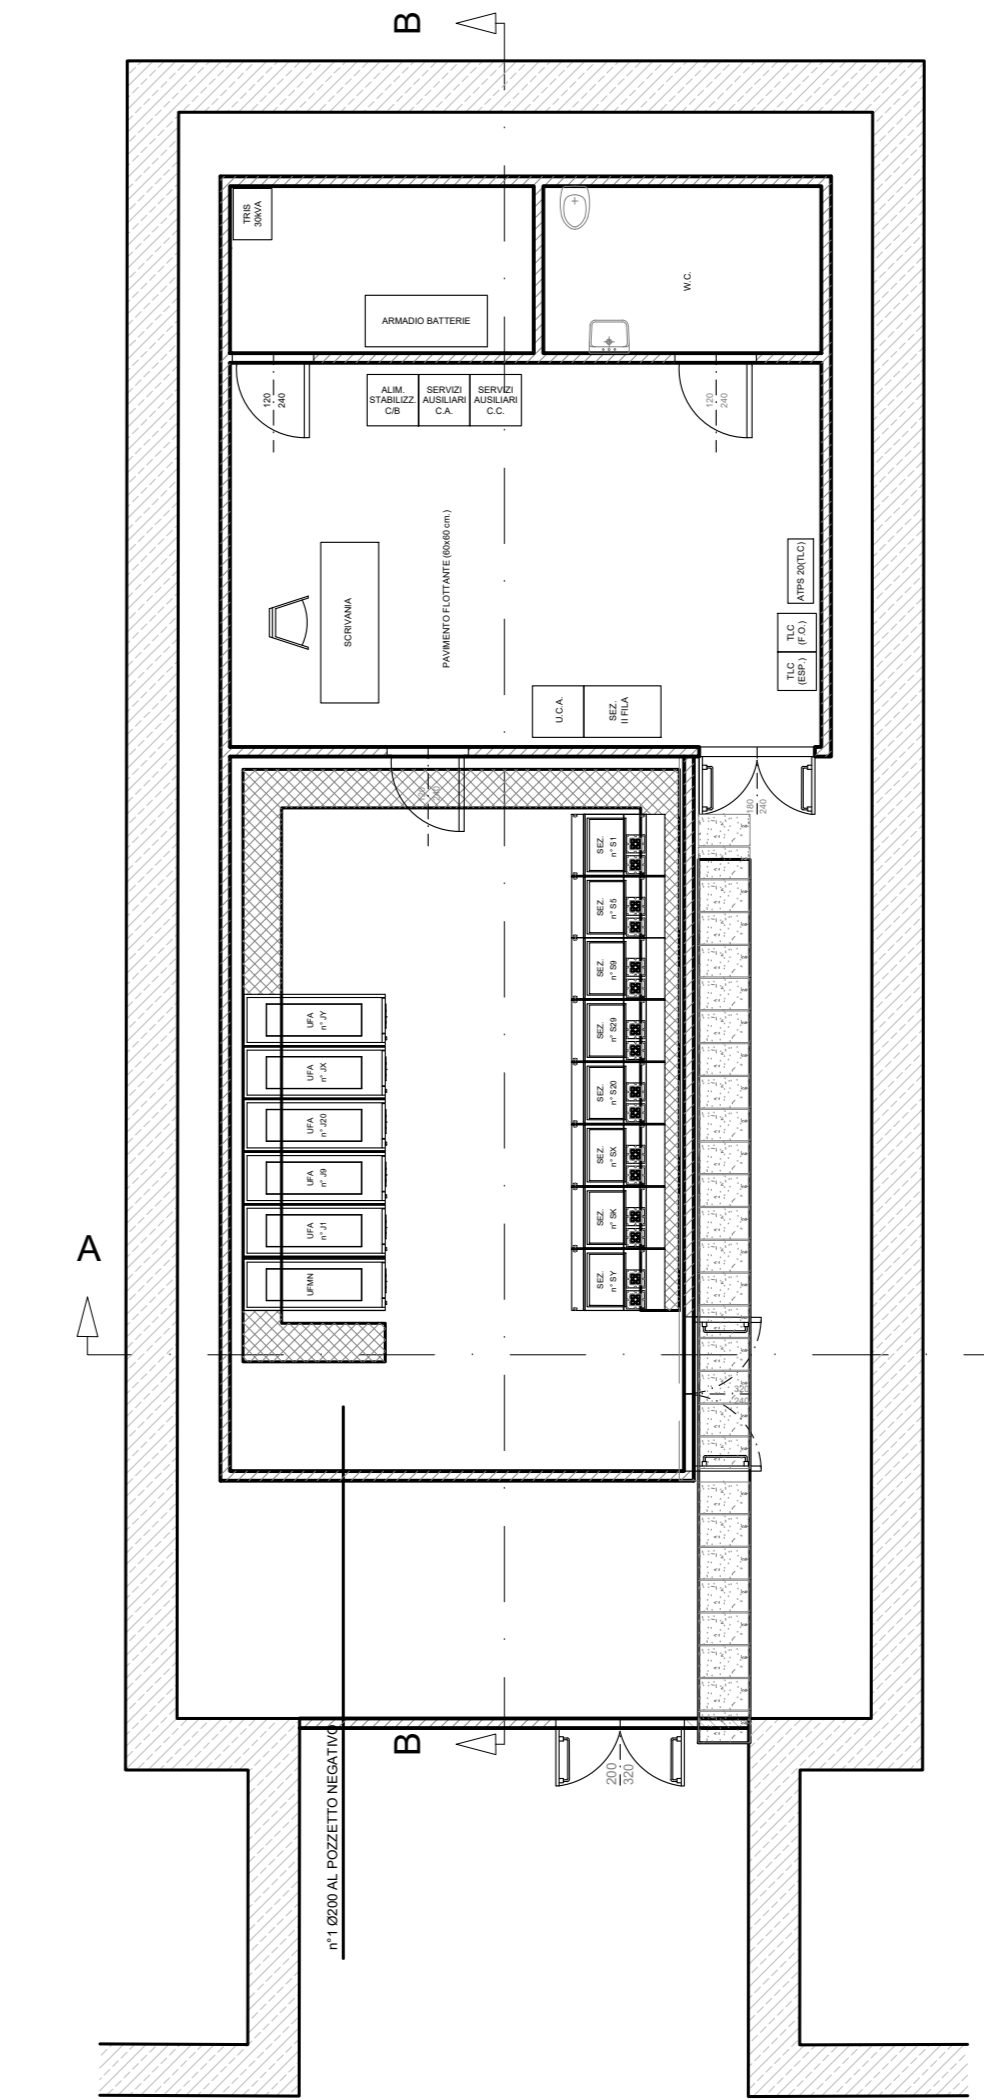 B
TRIS
30kVA
ARMADIO BATTERIE
W.C.
120
240
ALIM.
STABILIZZ.
C/B
SERVIZI
AUSILIARI
C.A.
SERVIZI
AUSILIARI
C.C.
120
240
SCRIVANIA
PAVIMENTO FLOTTANTE (60x60 cm.)
ATPS 20(TLC)
TLC
(F.O.)
TLC
(ESP.)
U.C.A.
SEZ.
II FILA
180
240
SEZ.
n° S1
SEZ.
n° S5
SEZ.
n° S9
SEZ.
n° S29
SEZ.
n° S20
SEZ.
n° SX
SEZ.
n° SK
SEZ.
n° SY
UFA
n° JY
UFA
n° JX
UFA
n° J20
UFA
n° J9
UFA
n° J1
UFMN
A
n°1 Ø200 AL POZZETTO NEGATIVO
B
200
320